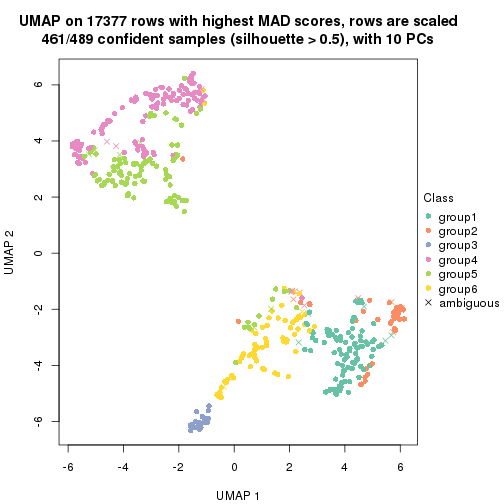 UMAP on 17377 rows with highest MAD scores, rows are scaled
461/489 confident samples (silhouette > 0.5), with 10 PCs
6
4
2
0
-2
-4
-6
UMAP 2
-6
-4
-2
0
2
4
6
UMAP 1
Class
group1
group2
group3
group4
group5
group6
ambiguous